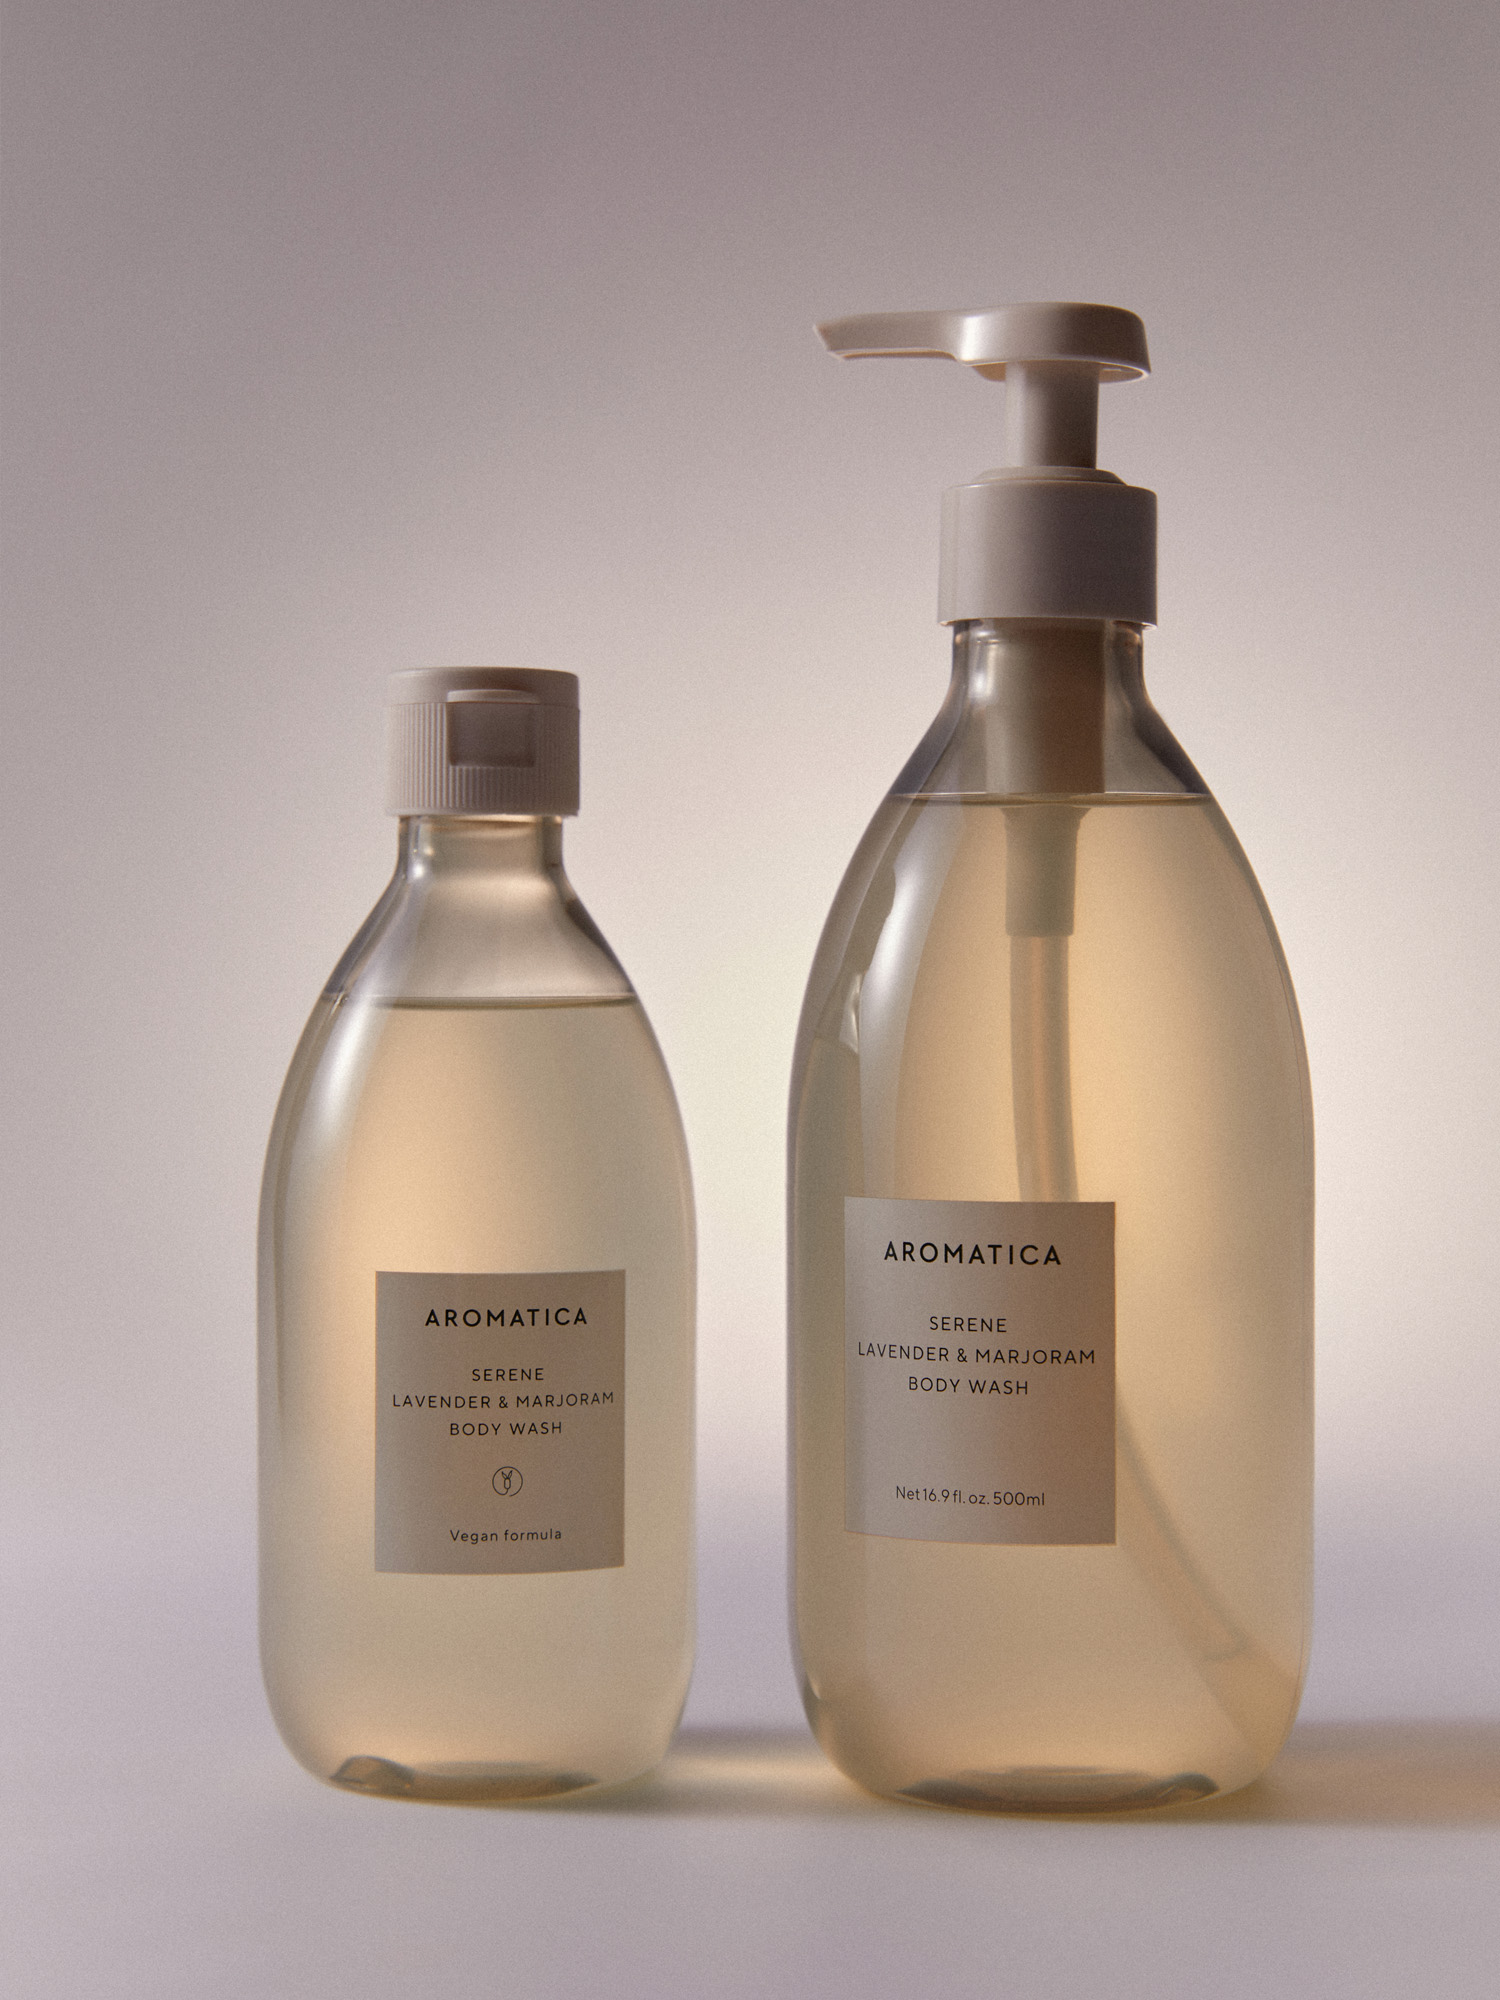 AROMATICA
SERENE
LAVENDER & MARJORAM
BODY WASH
Vegan formula
AROMATICA
SERENE
LAVENDER & MARJORAM
BODY WASH
Net 16.9 fl. oz. 500ml